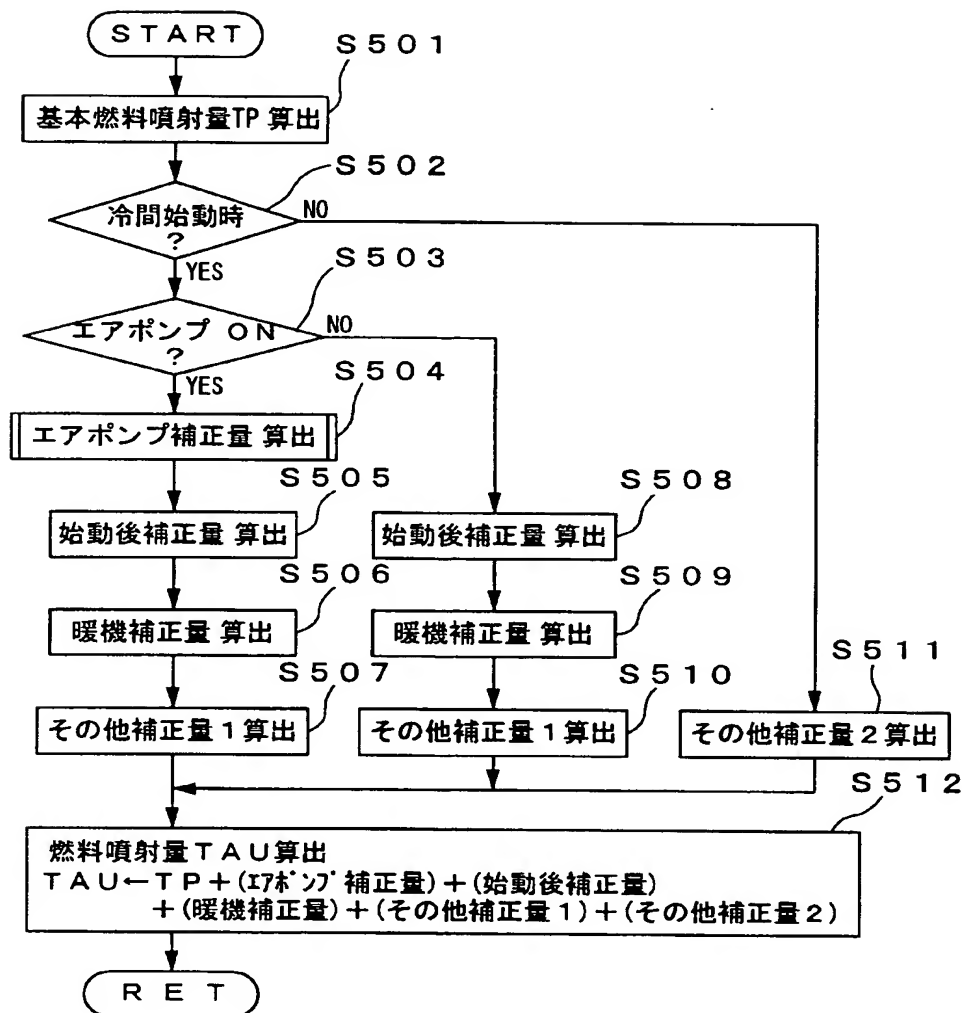 ＳＴＡＲＴ
Ｓ５０１
基本燃料噴射量TP 算出
Ｓ５０２
冷間始動時
？
NO
YES
Ｓ５０３
エアポンプ ＯＮ
？
NO
YES
Ｓ５０４
エアポンプ補正量 算出
Ｓ５０５
始動後補正量 算出
Ｓ５０８
始動後補正量 算出
Ｓ５０６
暖機補正量 算出
Ｓ５０９
暖機補正量 算出
Ｓ５０７
その他補正量１算出
Ｓ５１０
その他補正量１算出
Ｓ５１１
その他補正量２算出
Ｓ５１２
燃料噴射量ＴＡＵ算出
ＴＡＵ←ＴＰ＋(ｴｱﾎﾟﾝﾌﾟ補正量)＋(始動後補正量)
＋(暖機補正量)＋(その他補正量１)＋(その他補正量２)
ＲＥＴ